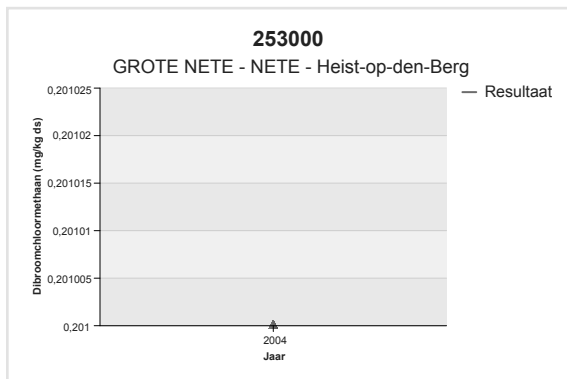 253000
GROTE NETE - NETE - Heist-op-den-Berg
Resultaat
Dibroomchloormethaan (mg/kg ds)
0,201025
0,20102
0,201015
0,20101
0,201005
0,201
2004
Jaar